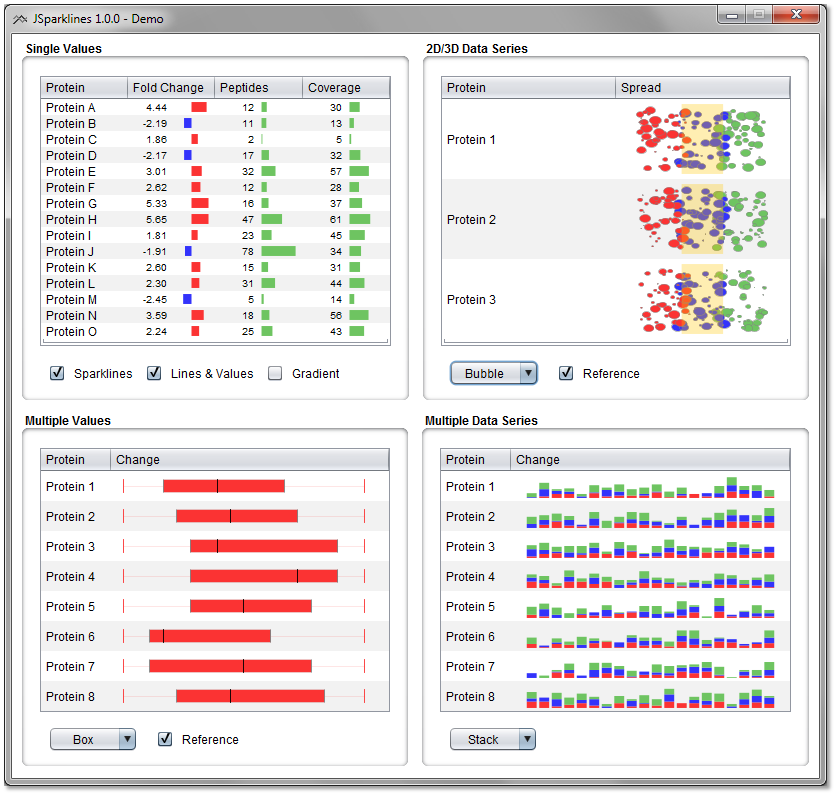 JSparklines 1.0.0 - Demo
Single Values
Protein Fold Change Peptides Coverage
Protein A 4.44 12 30
Protein B -2.19 11 13
Protein C 1.86 2 5
Protein D -2.17 17 32
Protein E 3.01 32 57
Protein F 2.62 12 28
Protein G 5.33 16 37
Protein H 5.65 47 61
Protein I 1.81 23 45
Protein J -1.91 78 34
Protein K 2.60 15 31
Protein L 2.30 31 44
Protein M -2.45 5 14
Protein N 3.59 18 56
Protein O 2.24 25 43
Sparklines Lines & Values Gradient
2D/3D Data Series
Protein Spread
Protein 1
Protein 2
Protein 3
Bubble Reference
Multiple Values
Protein Change
Protein 1
Protein 2
Protein 3
Protein 4
Protein 5
Protein 6
Protein 7
Protein 8
Box Reference
Multiple Data Series
Protein Change
Protein 1
Protein 2
Protein 3
Protein 4
Protein 5
Protein 6
Protein 7
Protein 8
Stack